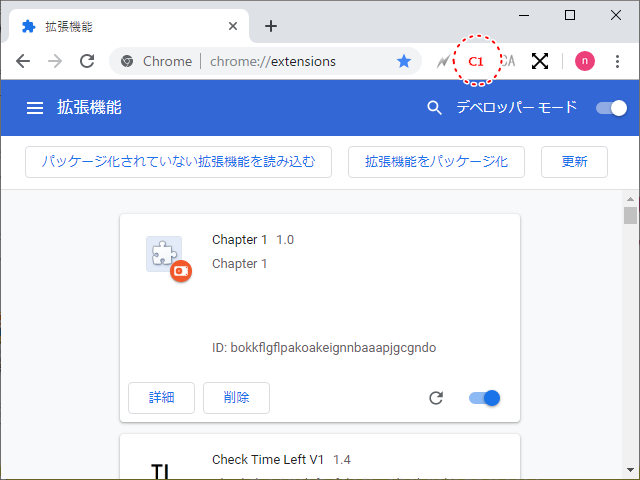 拡張機能
Chrome | chrome://extensions
C1
CA
n
拡張機能
デベロッパー モード
パッケージ化されていない拡張機能を読み込む
拡張機能をパッケージ化
更新
Chapter 1 1.0
Chapter 1
ID: bokkflgflpakoakeignnbaaapjgcgndo
詳細
削除
Check Time Left V1 1.4